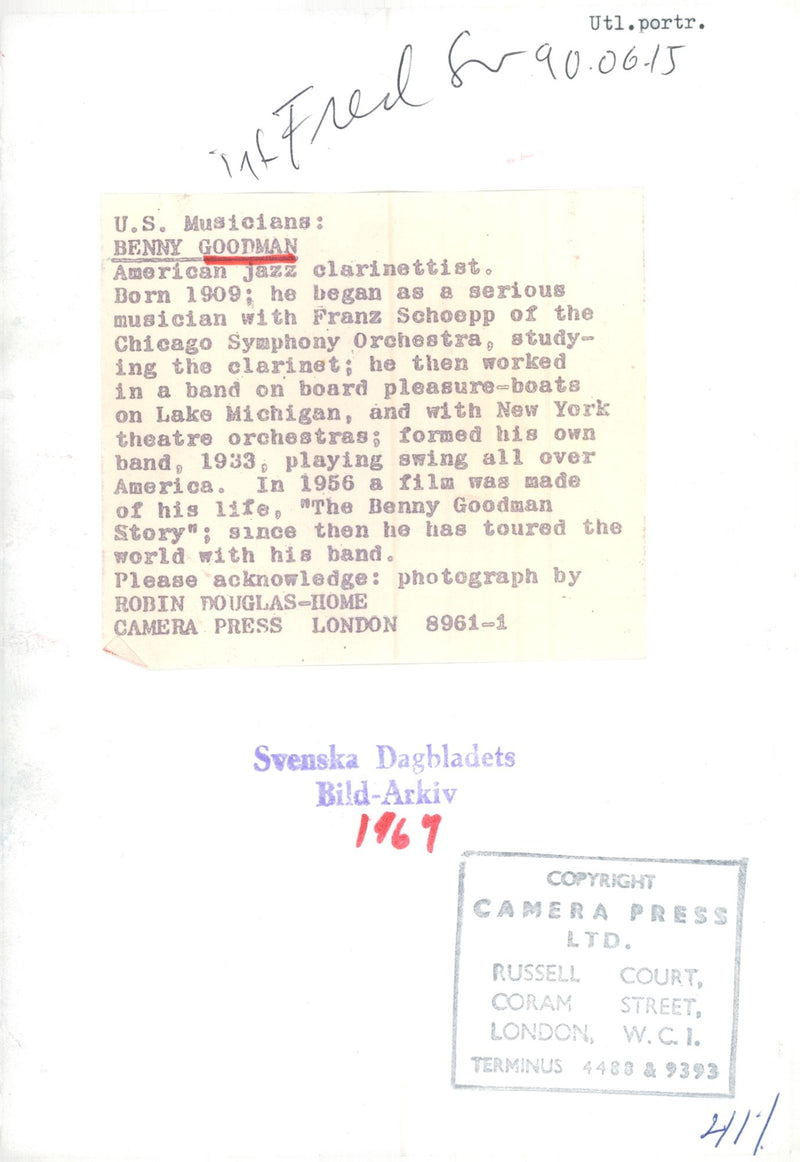 Utl.portr.
int Fred Sv 90.06.15
U.S. Musicians:
BENNY GOODMAN
American jazz clarinettist.
Born 1909; he began as a serious
musician with Franz Schoepp of the
Chicago Symphony Orchestra, study-
ing the clarinet; he then worked
in a band on board pleasure-boats
on Lake Michigan, and with New York
theatre orchestras; formed his own
band, 1933, playing swing all over
America. In 1956 a film was made
of his life, "The Benny Goodman
Story"; since then he has toured the
world with his band.
Please acknowledge: photograph by
ROBIN DOUGLAS-HOME
CAMERA PRESS LONDON 8961-1
Svenska Dagbladets
Bild-Arkiv
1967
COPYRIGHT
CAMERA PRESS
LTD.
RUSSELL COURT,
CORAM STREET,
LONDON, W.C.1.
TERMINUS 4488 & 9393